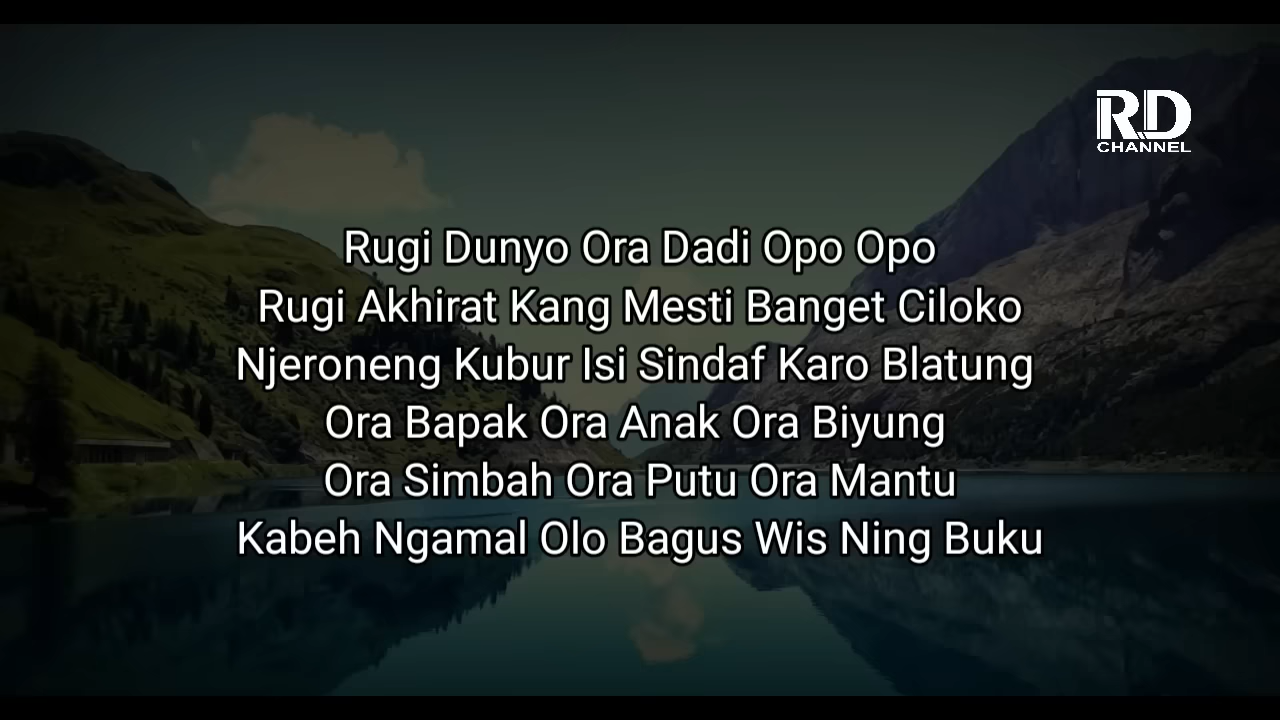 RD
CHANNEL
Rugi Dunyo Ora Dadi Opo Opo
Rugi Akhirat Kang Mesti Banget Ciloko
Njeroneng Kubur Isi Sindaf Karo Blatung
Ora Bapak Ora Anak Ora Biyung
Ora Simbah Ora Putu Ora Mantu
Kabeh Ngamal Olo Bagus Wis Ning Buku